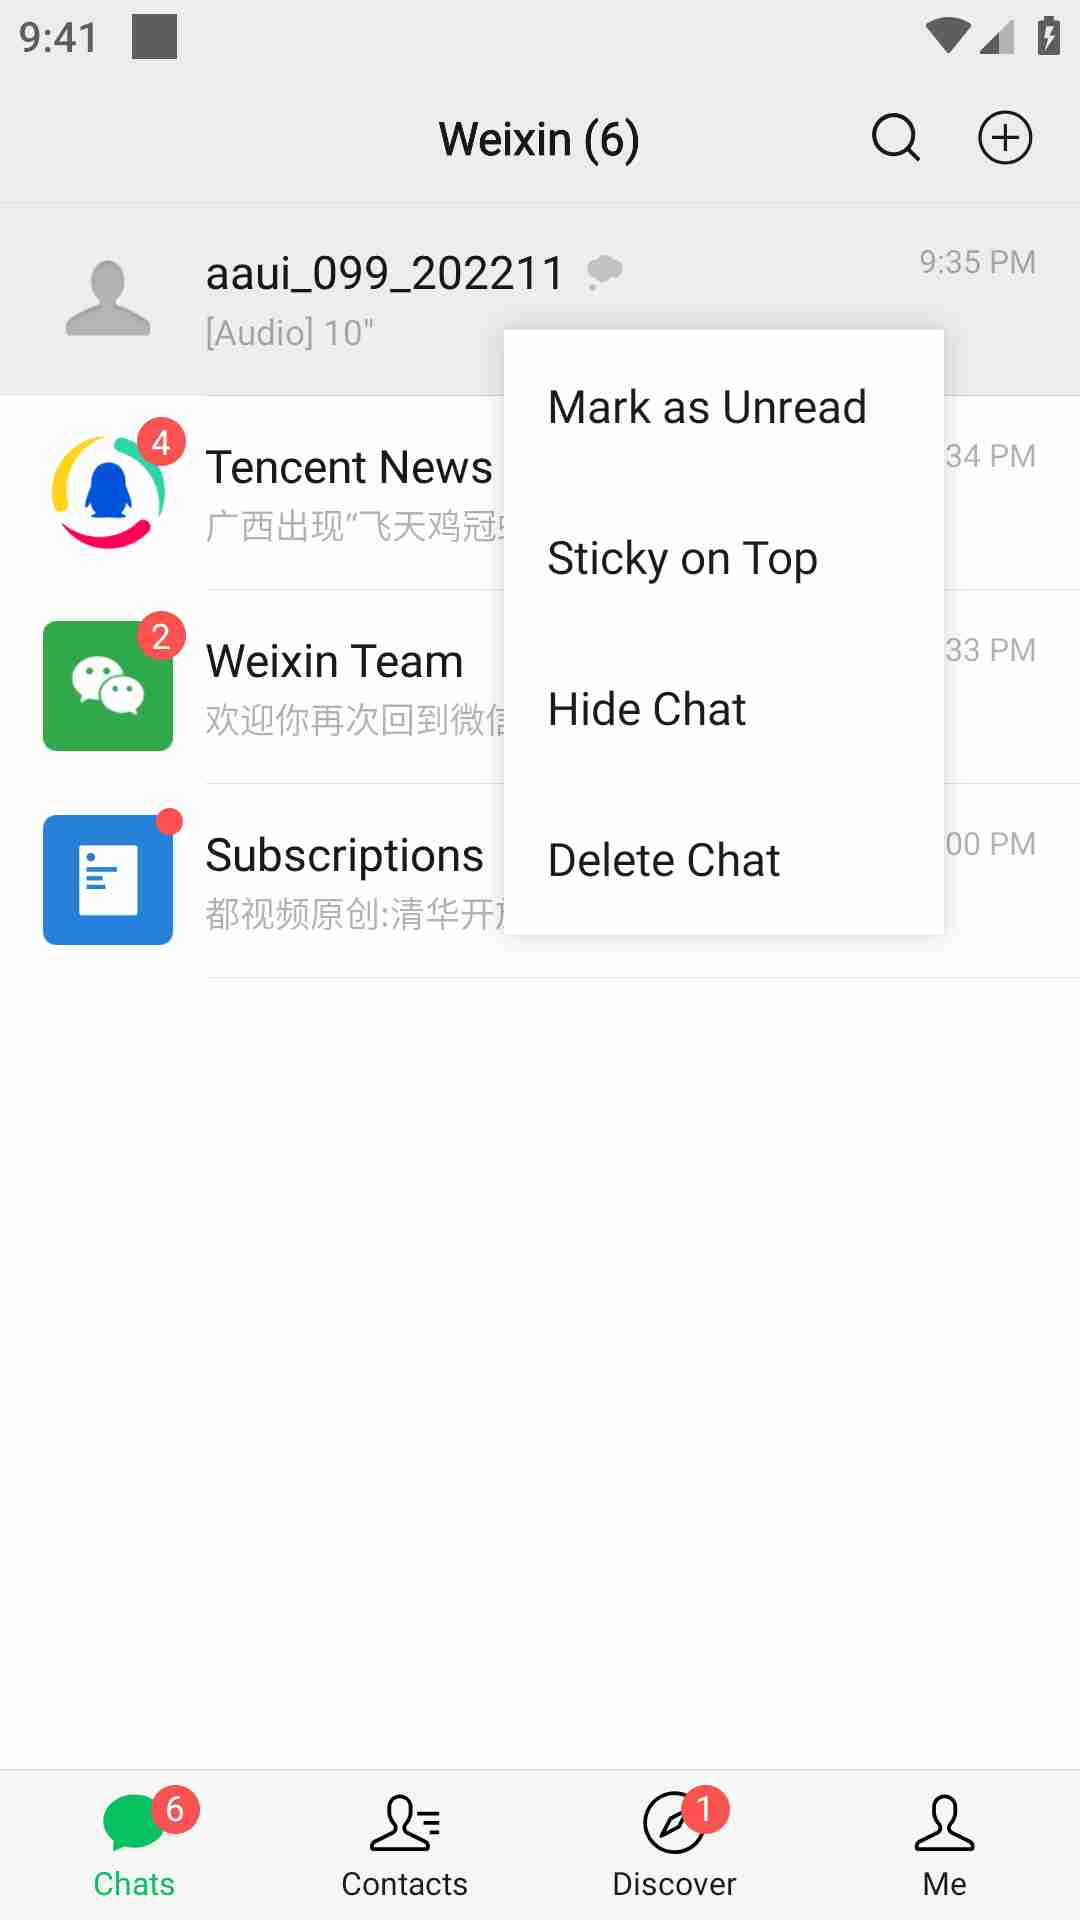 9:41
Weixin (6)
aaui_099_202211
9:35 PM
[Audio] 10"
Mark as Unread
4
Tencent News
34 PM
广西出现“飞天鸡冠
Sticky on Top
2
Weixin Team
33 PM
欢迎你再次回到微信
Hide Chat
Subscriptions
00 PM
都视频原创:清华开放
Delete Chat
6
1
Chats
Contacts
Discover
Me